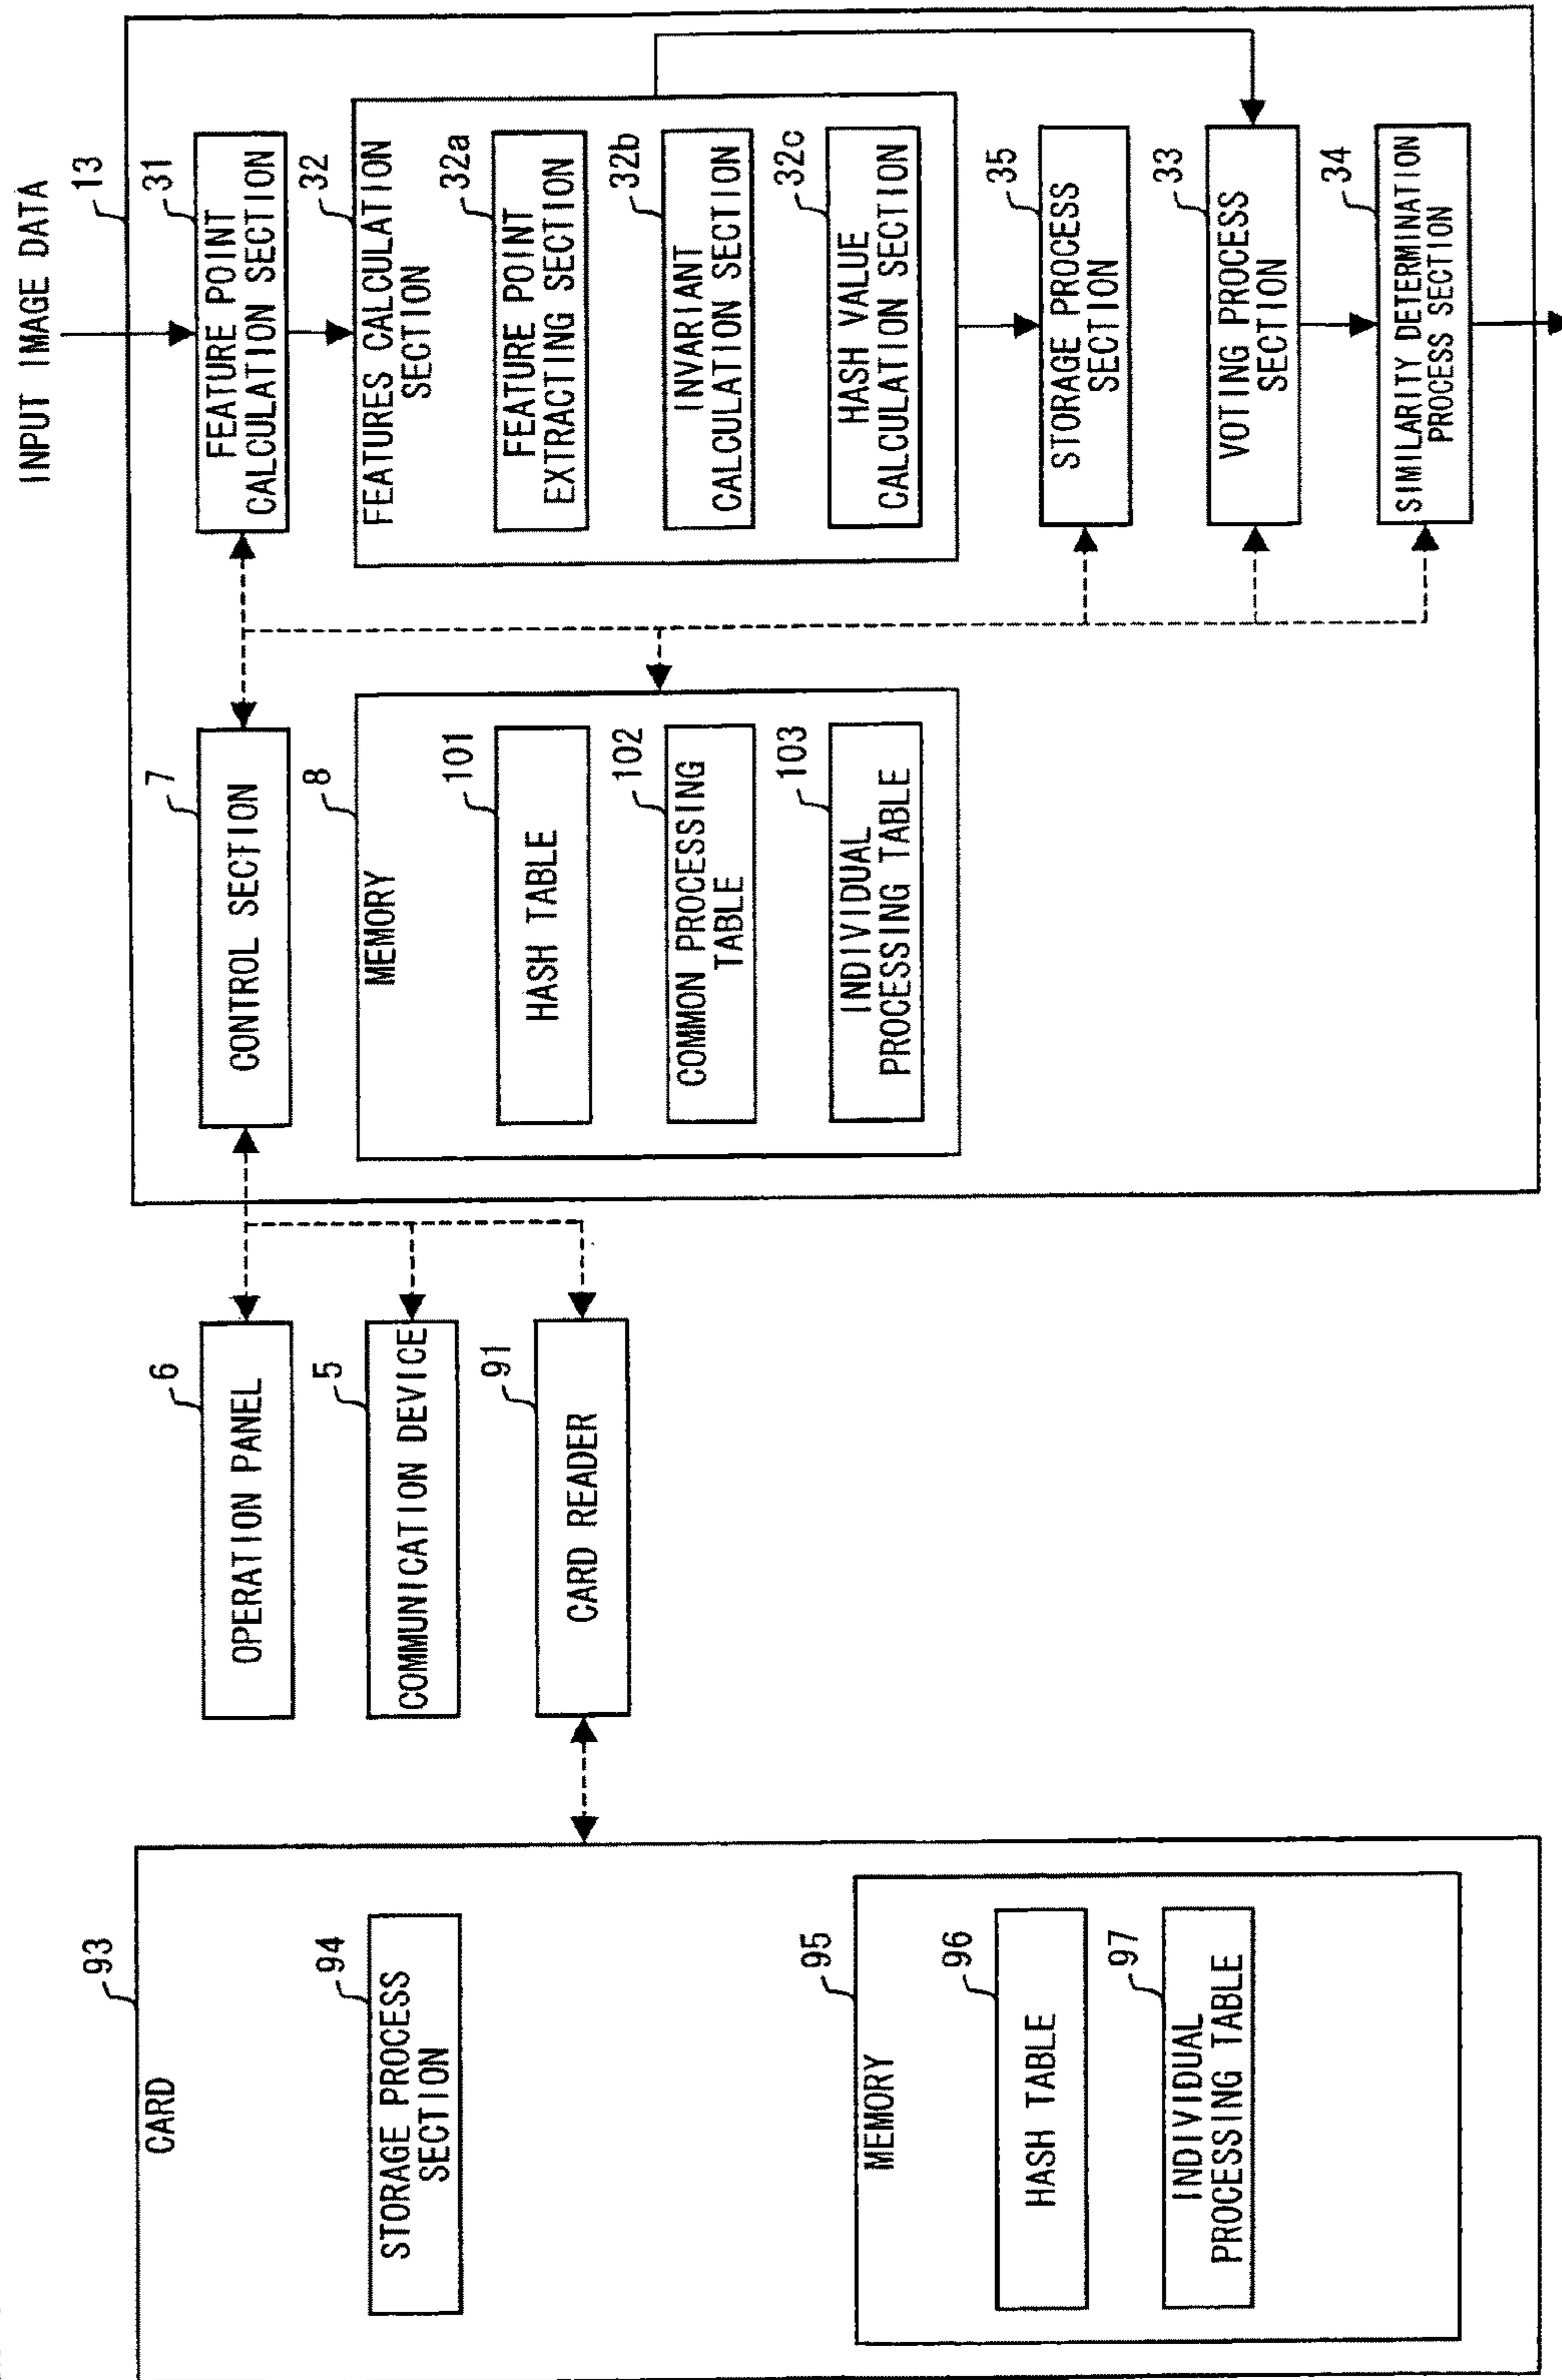 INPUT IMAGE DATA
13
31
FEATURE POINT
CALCULATION SECTION
32
FEATURES CALCULATION
SECTION
32a
FEATURE POINT
EXTRACTING SECTION
32b
INVARIANT
CALCULATION SECTION
32c
HASH VALUE
CALCULATION SECTION
35
STORAGE PROCESS
SECTION
33
VOTING PROCESS
SECTION
34
SIMILARITY DETERMINATION
PROCESS SECTION
7
CONTROL SECTION
8
MEMORY
101
HASH TABLE
102
COMMON PROCESSING
TABLE
103
INDIVIDUAL
PROCESSING TABLE
6
OPERATION PANEL
5
COMMUNICATION DEVICE
91
CARD READER
93
CARD
94
STORAGE PROCESS
SECTION
95
MEMORY
96
HASH TABLE
97
INDIVIDUAL
PROCESSING TABLE